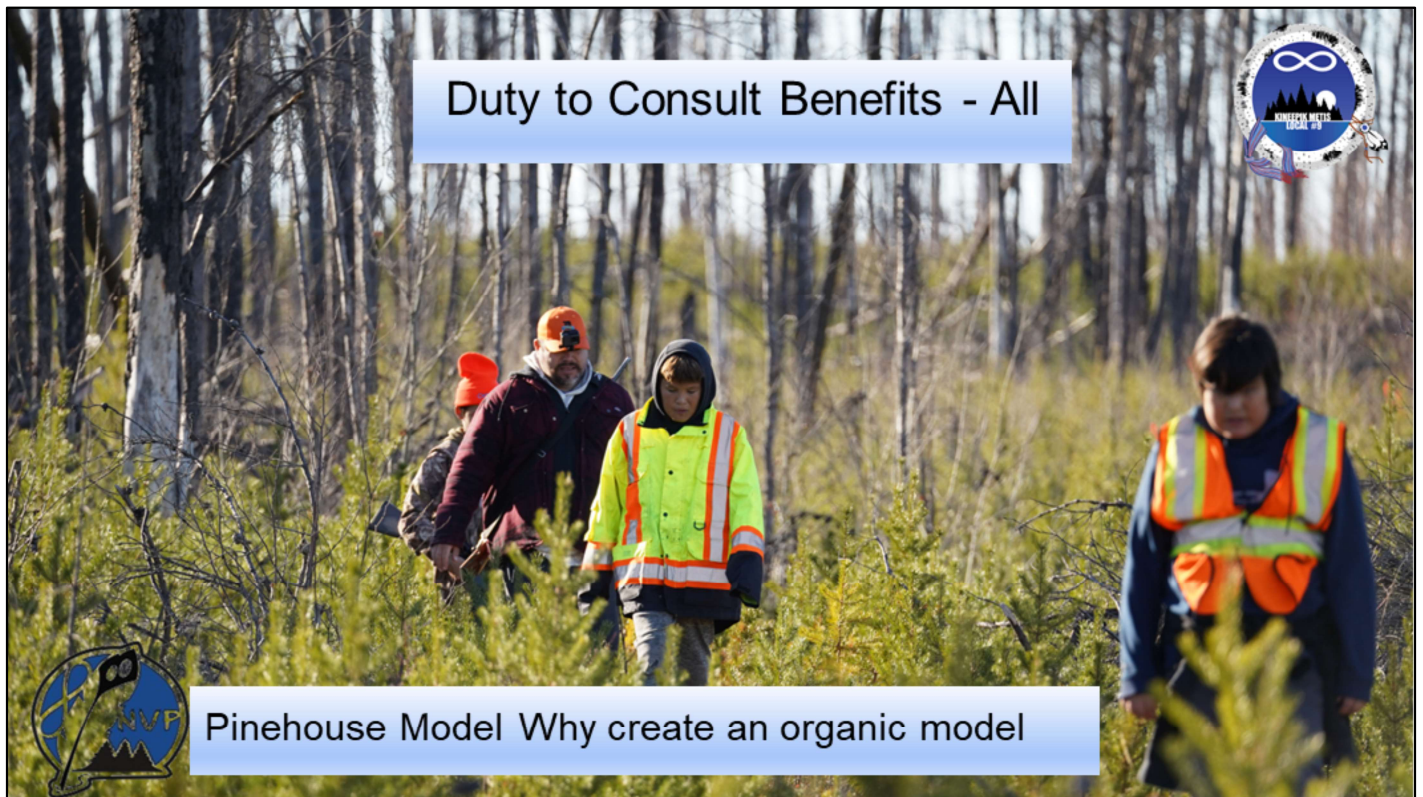 Duty to Consult Benefits - All
KINEEPIK METIS
LOCAL #9
NVP
Pinehouse Model Why create an organic model